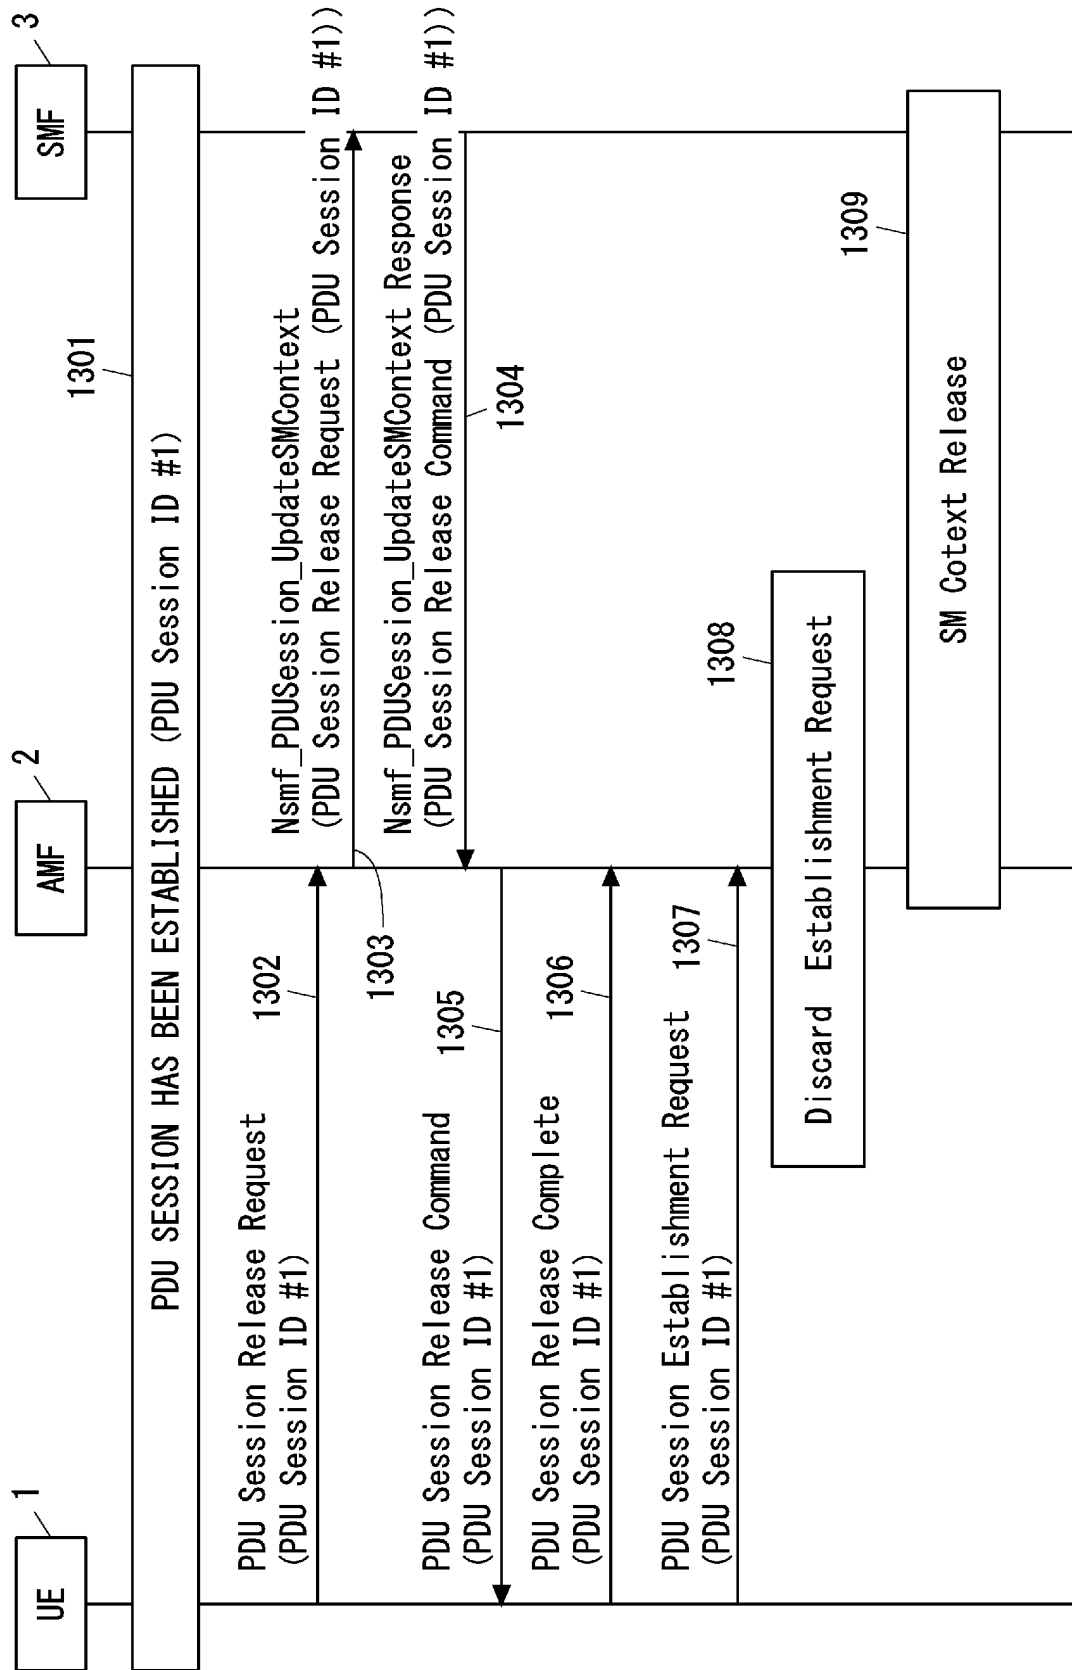 UE
1
AMF
2
SMF
3
PDU SESSION HAS BEEN ESTABLISHED (PDU Session ID #1)
1301
PDU Session Release Request
(PDU Session ID #1)
1302
Nsmf_PDUSession_UpdateSMContext
(PDU Session Release Request (PDU Session ID #1))
1303
Nsmf_PDUSession_UpdateSMContext Response
(PDU Session Release Command (PDU Session ID #1))
1304
PDU Session Release Command
(PDU Session ID #1)
1305
PDU Session Release Complete
(PDU Session ID #1)
1306
PDU Session Establishment Request
(PDU Session ID #1)
1307
Discard Establishment Request
1308
SM Cotext Release
1309